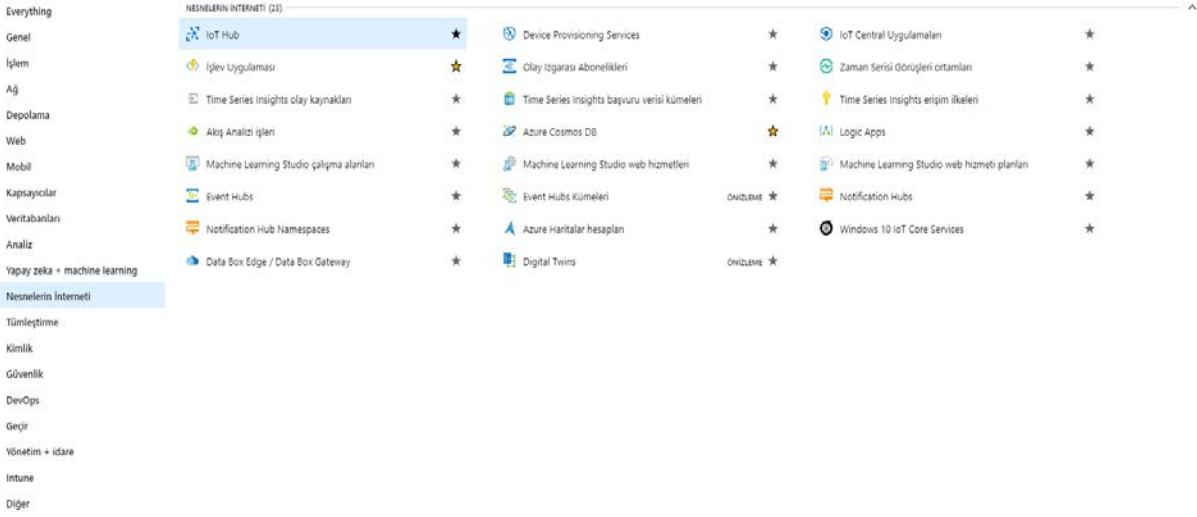 Everything
Genel
İşlem
Ağ
Depolama
Web
Mobil
Kapsayıcılar
Veritabanları
Analiz
Yapay zeka + machine learning
Nesnelerin İnterneti
Tümleştirme
Kimlik
Güvenlik
DevOps
Geçir
Yönetim + idare
Intune
Diğer
NESNELERİN İNTERNETİ (23)
IoT Hub
Device Provisioning Services
IoT Central Uygulamaları
İşlev Uygulaması
Olay Izgarası Abonelikleri
Zaman Serisi Görüşleri ortamları
Time Series Insights olay kaynakları
Time Series Insights başvuru verisi kümeleri
Time Series Insights erişim ilkeleri
Akış Analizi işleri
Azure Cosmos DB
Logic Apps
Machine Learning Studio çalışma alanları
Machine Learning Studio web hizmetleri
Machine Learning Studio web hizmeti planları
Event Hubs
Event Hubs Kümeleri ÖNİZLEME
Notification Hubs
Notification Hub Namespaces
Azure Haritalar hesapları
Windows 10 IoT Core Services
Data Box Edge / Data Box Gateway
Digital Twins ÖNİZLEME